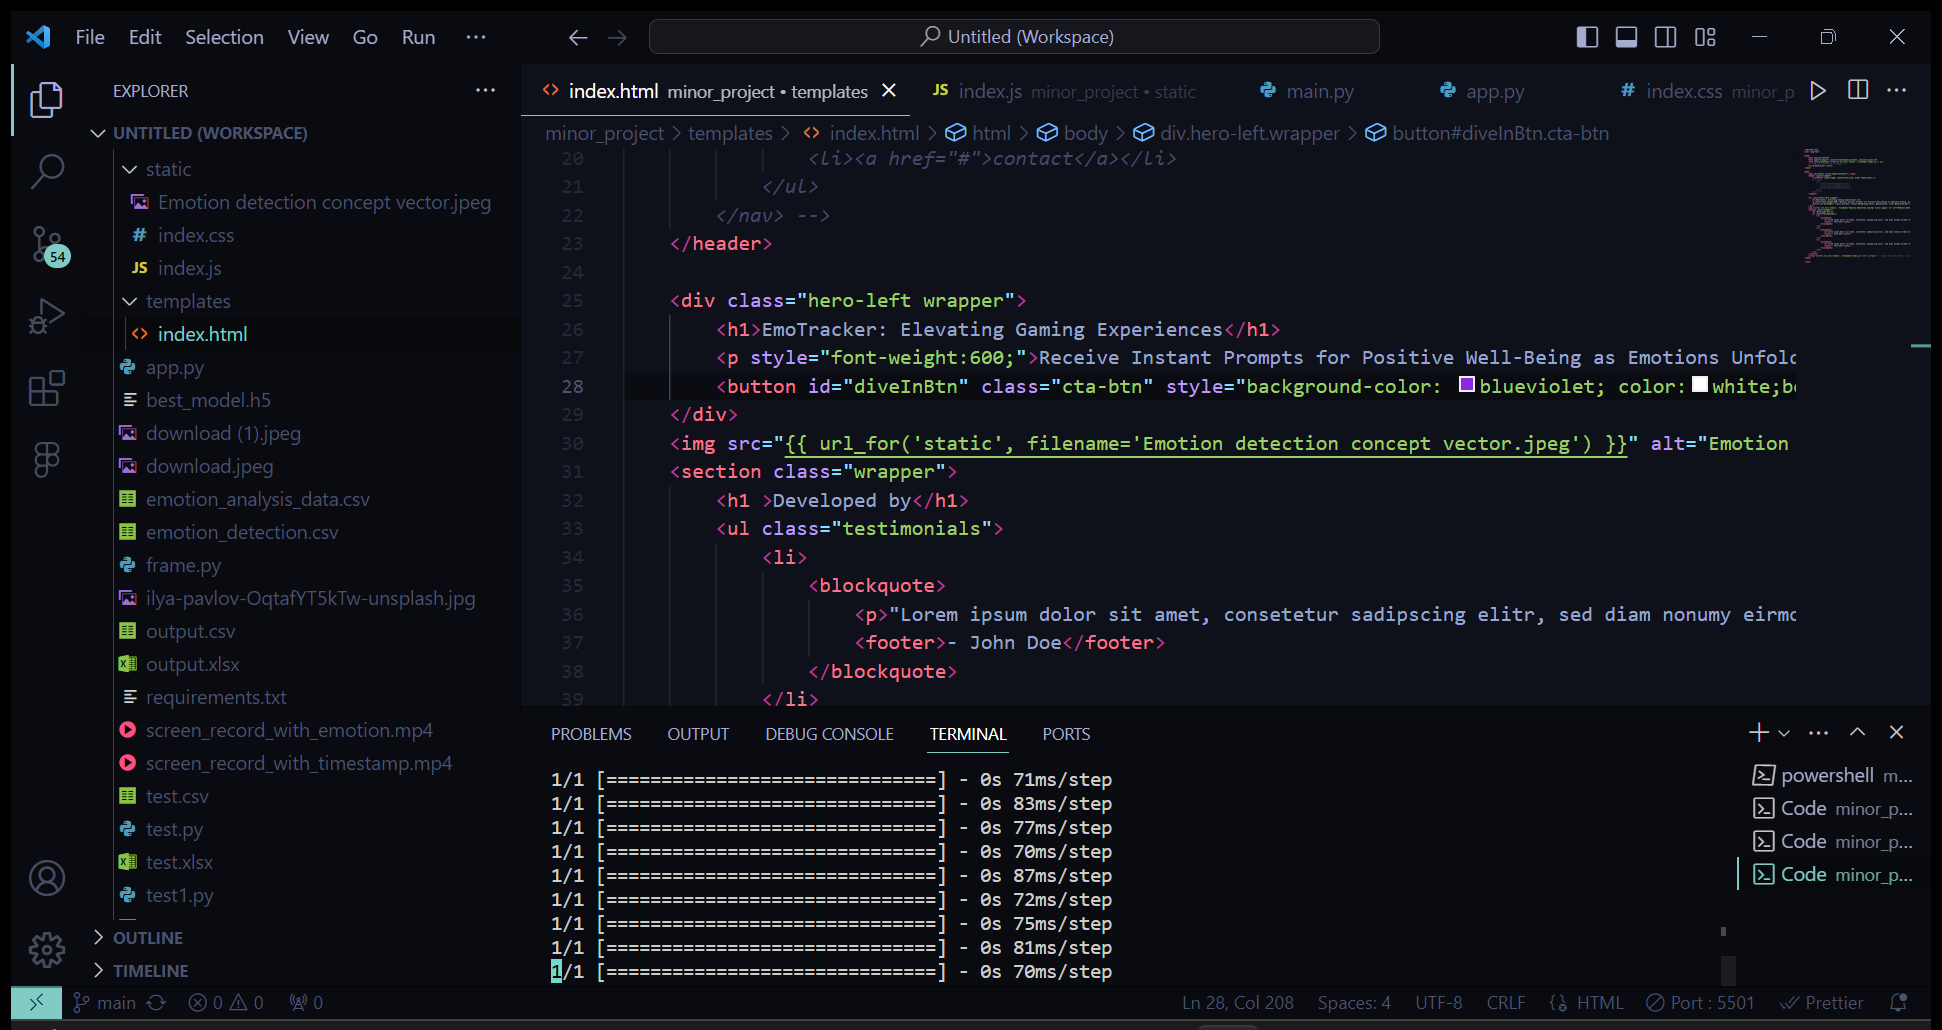 File Edit Selection View Go Run ··· Untitled (Workspace)
EXPLORER ···
UNTITLED (WORKSPACE)
static
Emotion detection concept vector.jpeg
# index.css
JS index.js
templates
<> index.html
app.py
best_model.h5
download (1).jpeg
download.jpeg
emotion_analysis_data.csv
emotion_detection.csv
frame.py
ilya-pavlov-OqtafYT5kTw-unsplash.jpg
output.csv
output.xlsx
requirements.txt
screen_record_with_emotion.mp4
screen_record_with_timestamp.mp4
test.csv
test.py
test.xlsx
test1.py
OUTLINE
TIMELINE
54
<> index.html minor_project • templates JS index.js minor_project • static main.py app.py # index.css minor_p
minor_project > templates > <> index.html > html > body > div.hero-left.wrapper > button#diveInBtn.cta-btn
20 <li><a href="#">contact</a></li>
21 </ul>
22 </nav> -->
23 </header>
24
25 <div class="hero-left wrapper">
26 <h1>EmoTracker: Elevating Gaming Experiences</h1>
27 <p style="font-weight:600;">Receive Instant Prompts for Positive Well-Being as Emotions Unfol
28 <button id="diveInBtn" class="cta-btn" style="background-color: blueviolet; color: white;bo
29 </div>
30 <img src="{{ url_for('static', filename='Emotion detection concept vector.jpeg') }}" alt="Emotion
31 <section class="wrapper">
32 <h1 >Developed by</h1>
33 <ul class="testimonials">
34 <li>
35 <blockquote>
36 <p>"Lorem ipsum dolor sit amet, consetetur sadipscing elitr, sed diam nonumy eirmo
37 <footer>- John Doe</footer>
38 </blockquote>
39 </li>
PROBLEMS OUTPUT DEBUG CONSOLE TERMINAL PORTS
1/1 [==============================] - 0s 71ms/step
1/1 [==============================] - 0s 83ms/step
1/1 [==============================] - 0s 77ms/step
1/1 [==============================] - 0s 70ms/step
1/1 [==============================] - 0s 87ms/step
1/1 [==============================] - 0s 72ms/step
1/1 [==============================] - 0s 75ms/step
1/1 [==============================] - 0s 81ms/step
1/1 [==============================] - 0s 70ms/step
powershell m...
Code minor_p...
Code minor_p...
Code minor_p...
main 0 0 0 Ln 28, Col 208 Spaces: 4 UTF-8 CRLF HTML Port : 5501 Prettier